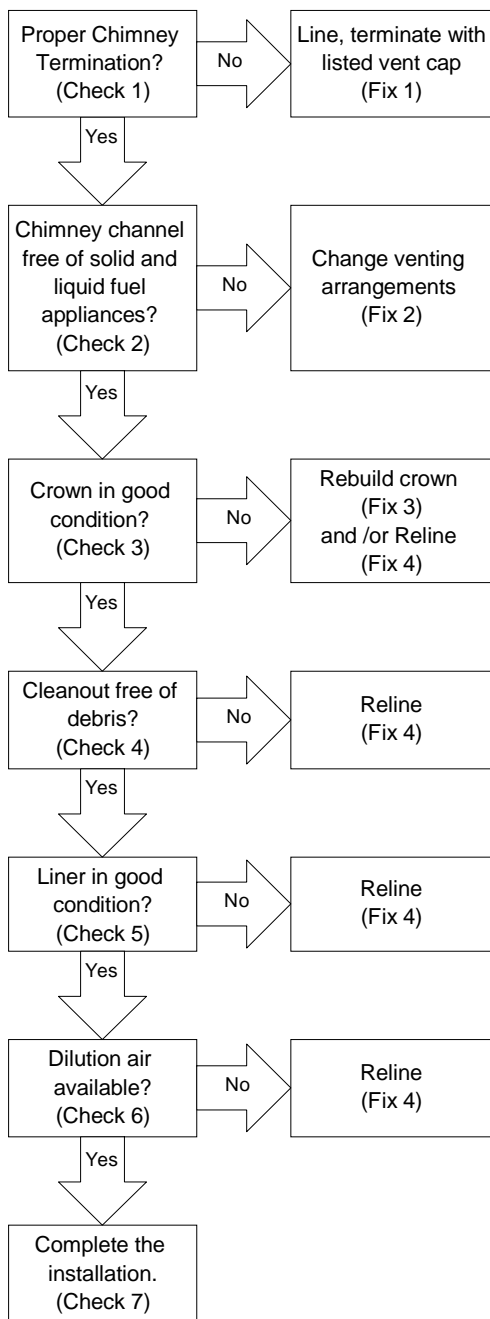 Proper Chimney
Termination?
(Check 1)
No
Line, terminate with
listed vent cap
(Fix 1)
Yes
Chimney channel
free of solid and
liquid fuel
appliances?
(Check 2)
No
Change venting
arrangements
(Fix 2)
Yes
Crown in good
condition?
(Check 3)
No
Rebuild crown
(Fix 3)
and /or Reline
(Fix 4)
Yes
Cleanout free of
debris?
(Check 4)
No
Reline
(Fix 4)
Yes
Liner in good
condition?
(Check 5)
No
Reline
(Fix 4)
Yes
Dilution air
available?
(Check 6)
No
Reline
(Fix 4)
Yes
Complete the
installation.
(Check 7)